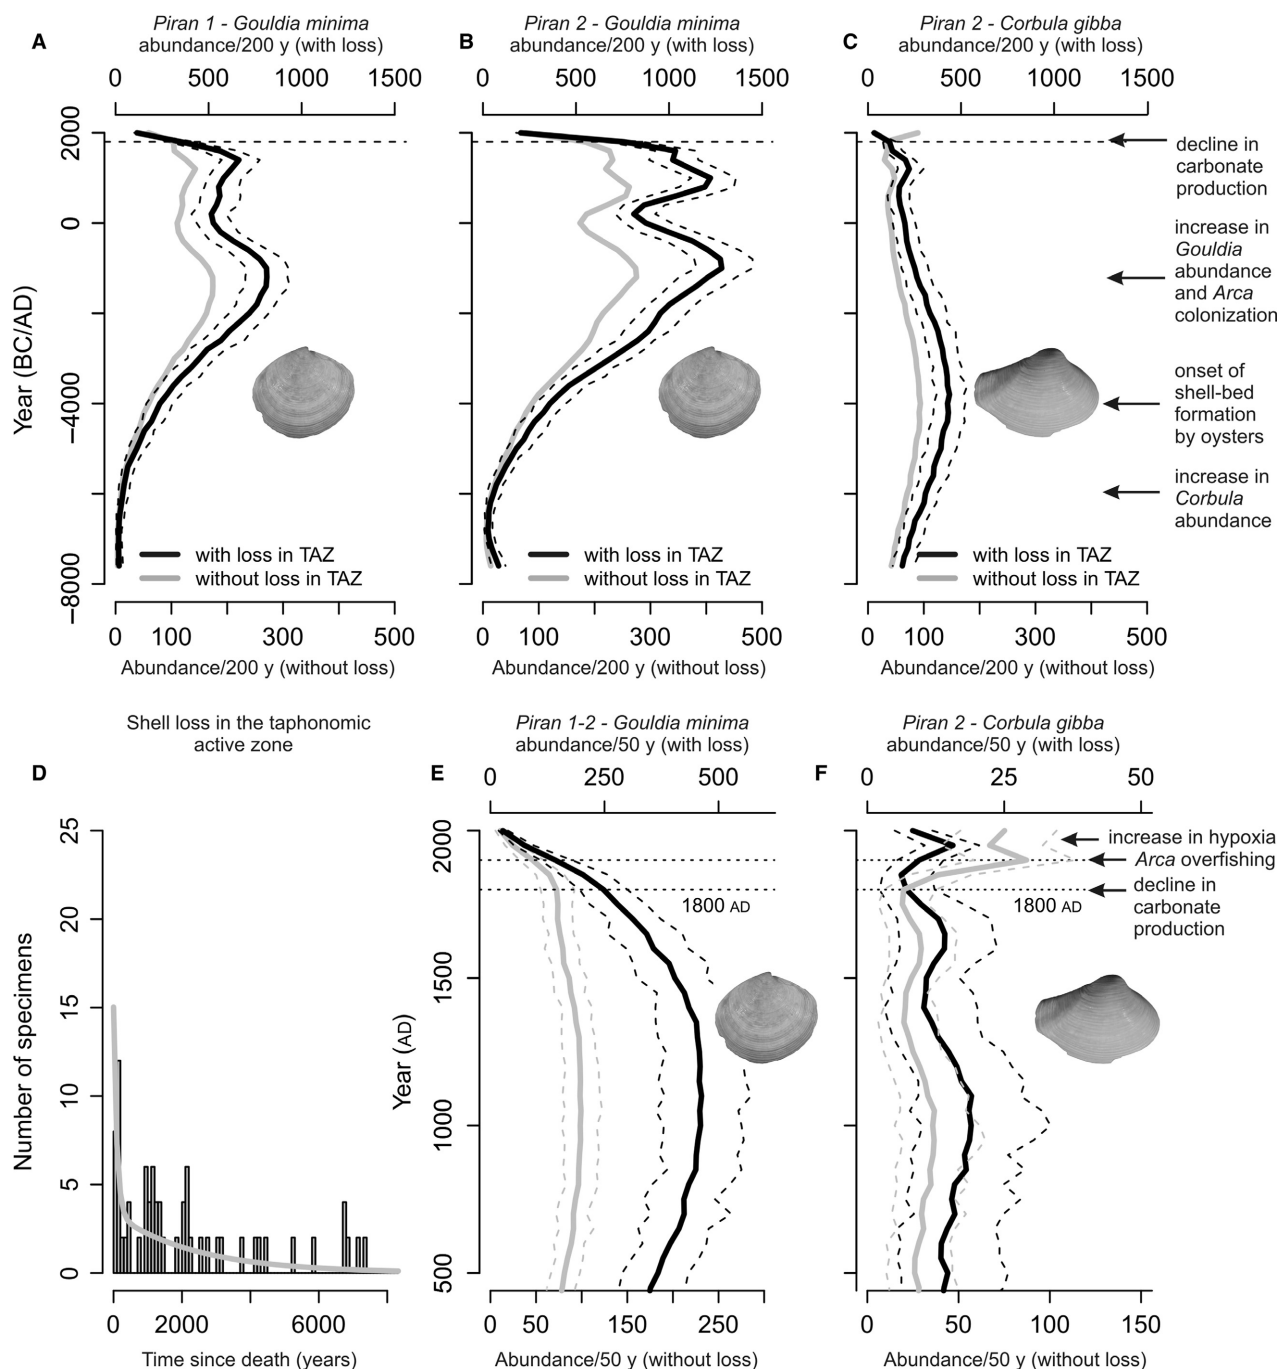 A
Piran 1 - Gouldia minima
abundance/200 y (with loss)
0 500 1000 1500
Year (BC/AD)
2000
0
−4000
−8000
with loss in TAZ
without loss in TAZ
0 100 300 500
Abundance/200 y (without loss)
B
Piran 2 - Gouldia minima
abundance/200 y (with loss)
0 500 1000 1500
with loss in TAZ
without loss in TAZ
0 100 300 500
Abundance/200 y (without loss)
C
Piran 2 - Corbula gibba
abundance/200 y (with loss)
0 500 1000 1500
decline in
carbonate
production
increase in
Gouldia
abundance
and Arca
colonization
onset of
shell-bed
formation
by oysters
increase in
Corbula
abundance
with loss in TAZ
without loss in TAZ
0 100 300 500
Abundance/200 y (without loss)
Shell loss in the taphonomic
active zone
D
Number of specimens
25
20
15
10
5
0
0 2000 6000
Time since death (years)
Piran 1-2 - Gouldia minima
abundance/50 y (with loss)
E
0 250 500
Year (AD)
2000
1500
1000
500
1800 AD
0 50 150 250
Abundance/50 y (without loss)
Piran 2 - Corbula gibba
abundance/50 y (with loss)
F
0 25 50
increase in hypoxia
Arca overfishing
decline in
carbonate
production
1800 AD
0 50 100 150
Abundance/50 y (without loss)